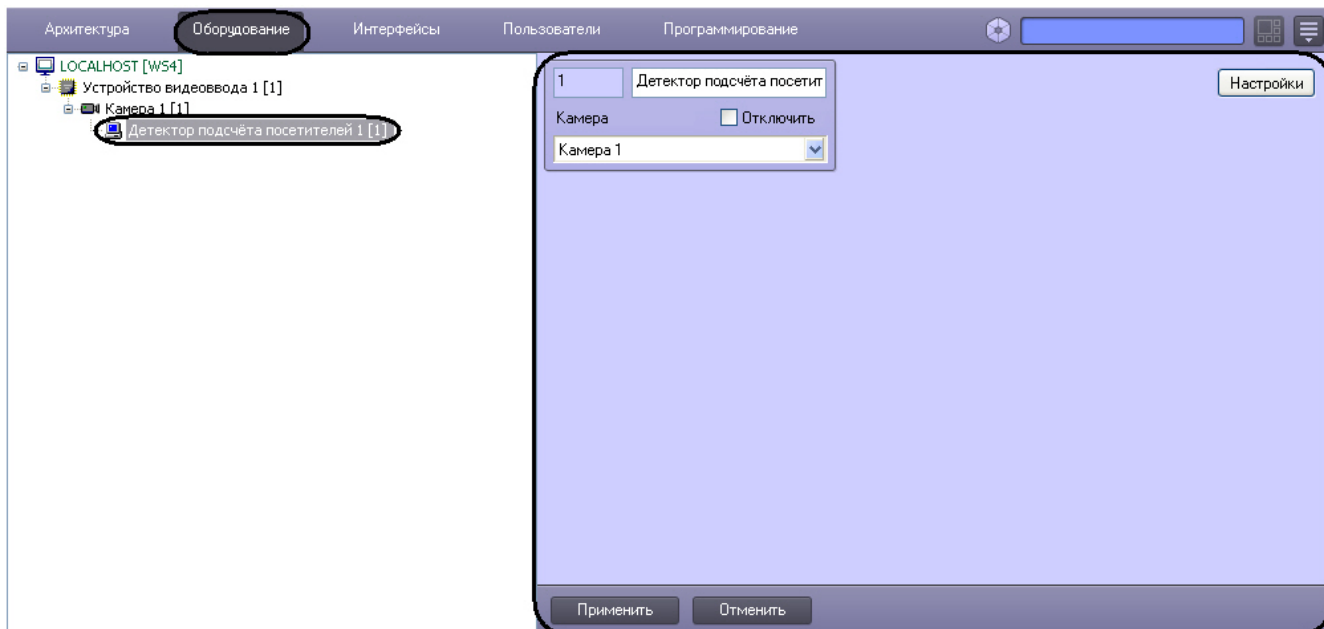 Архитектура Оборудование Интерфейсы Пользователи Программирование
LOCALHOST [WS4]
Устройство видеоввода 1 [1]
Камера 1 [1]
Детектор подсчёта посетителей 1 [1]
1 Детектор подсчёта посетит Настройки
Камера Отключить
Камера 1
Применить Отменить